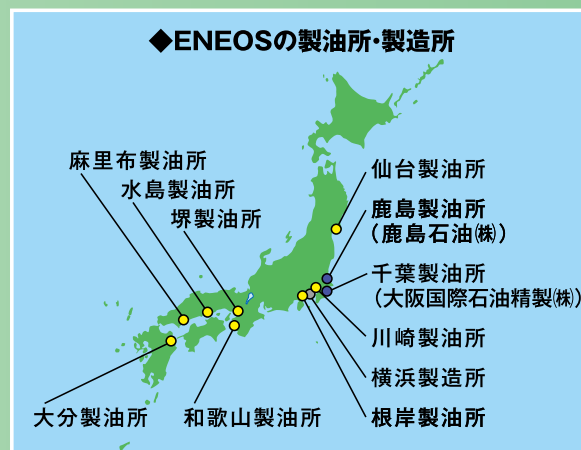 ◆ENEOSの製油所・製造所
麻里布製油所
水島製油所
堺製油所
仙台製油所
鹿島製油所
（鹿島石油㈱）
千葉製油所
（大阪国際石油精製㈱）
川崎製油所
横浜製造所
根岸製油所
大分製油所
和歌山製油所